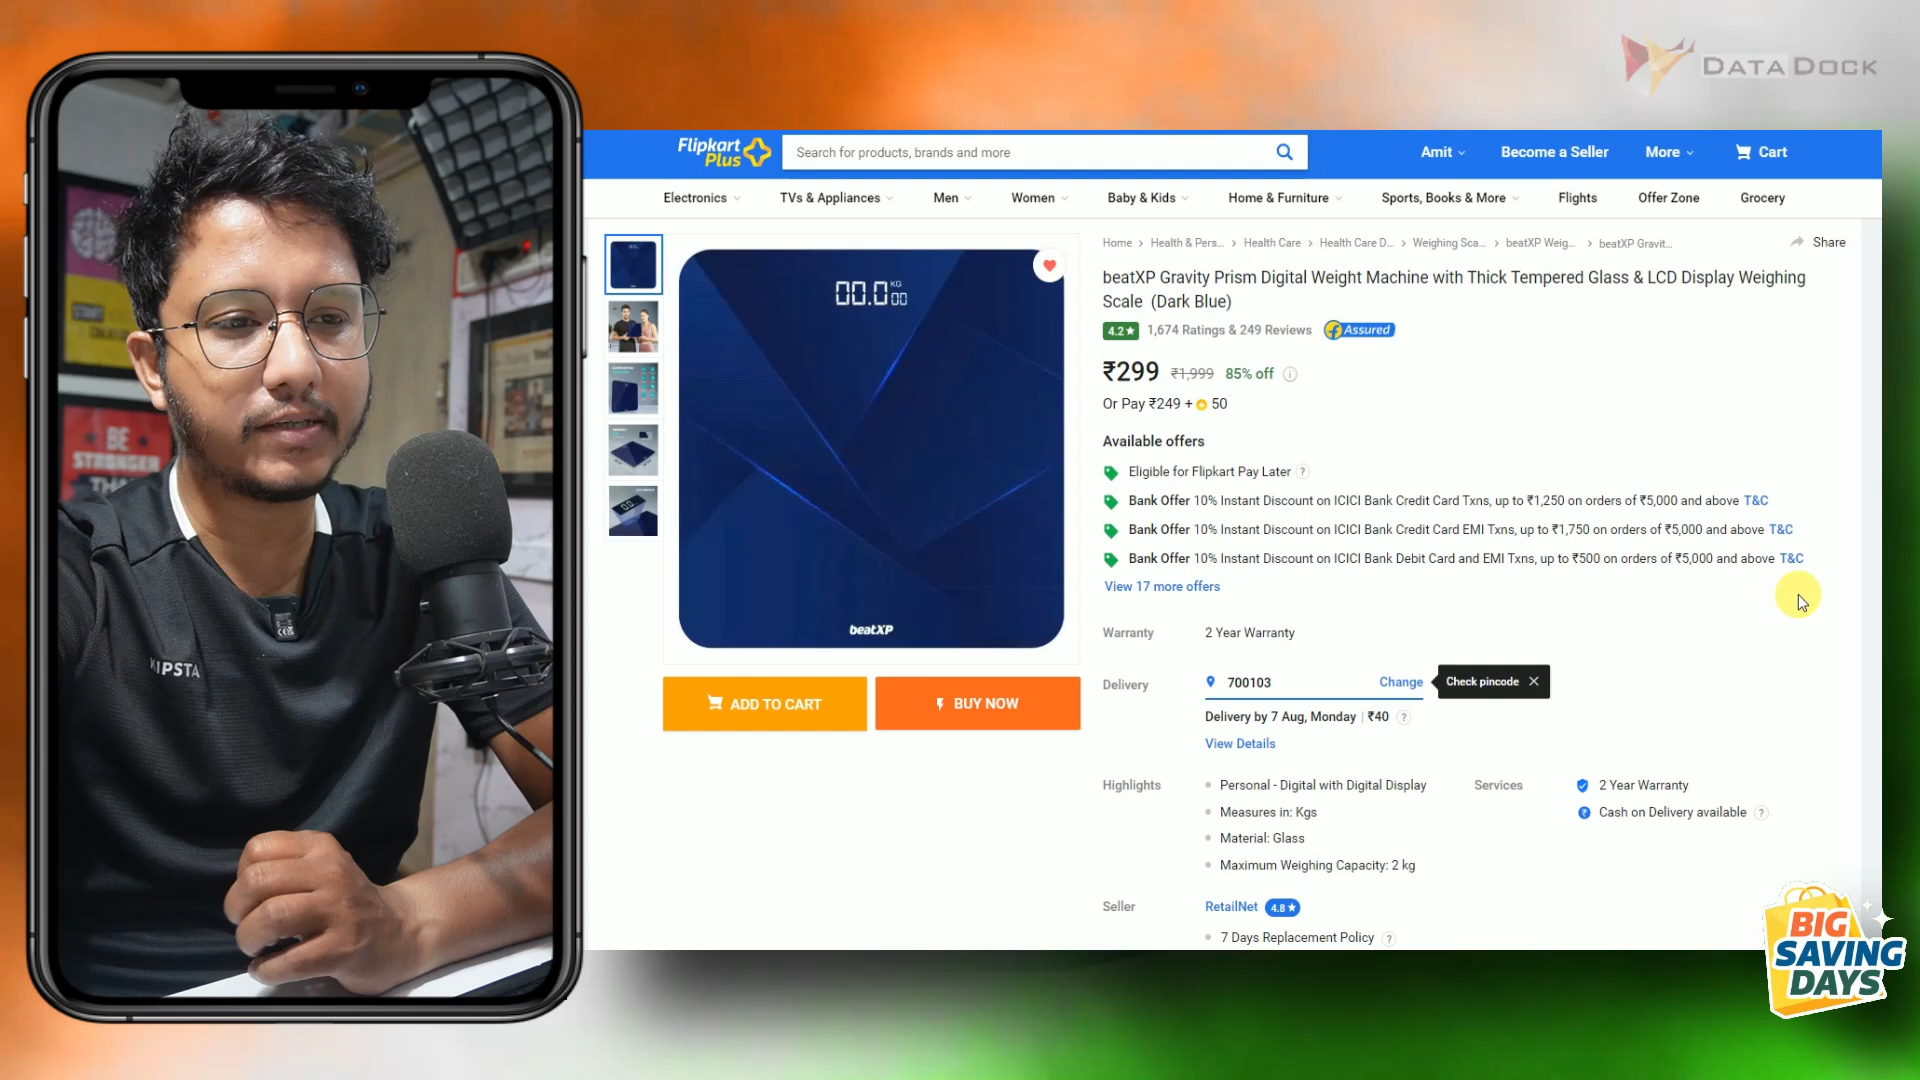 DATA DOCK
BE
STRONGER
THA
KIPSTA
Flipkart
Plus
Search for products, brands and more
Amit
Become a Seller
More
Cart
Electronics
TVs & Appliances
Men
Women
Baby & Kids
Home & Furniture
Sports, Books & More
Flights
Offer Zone
Grocery
Home > Health & Pers... > Health Care > Health Care D... > Weighing Sca... > beatXP Weig... > beatXP Gravit...
Share
beatXP Gravity Prism Digital Weight Machine with Thick Tempered Glass & LCD Display Weighing
Scale (Dark Blue)
4.2★ 1,674 Ratings & 249 Reviews Assured
₹299 ₹1,999 85% off
Or Pay ₹249 + 50
Available offers
Eligible for Flipkart Pay Later ?
Bank Offer 10% Instant Discount on ICICI Bank Credit Card Txns, up to ₹1,250 on orders of ₹5,000 and above T&C
Bank Offer 10% Instant Discount on ICICI Bank Credit Card EMI Txns, up to ₹1,750 on orders of ₹5,000 and above T&C
Bank Offer 10% Instant Discount on ICICI Bank Debit Card and EMI Txns, up to ₹500 on orders of ₹5,000 and above T&C
View 17 more offers
Warranty 2 Year Warranty
Delivery 700103 Change Check pincode
Delivery by 7 Aug, Monday | ₹40 ?
View Details
Highlights
Personal - Digital with Digital Display
Measures in: Kgs
Material: Glass
Maximum Weighing Capacity: 2 kg
Services
2 Year Warranty
Cash on Delivery available ?
Seller RetailNet 4.8★
7 Days Replacement Policy ?
00.0 KG
00
beatXP
ADD TO CART
BUY NOW
BIG
SAVING
DAYS